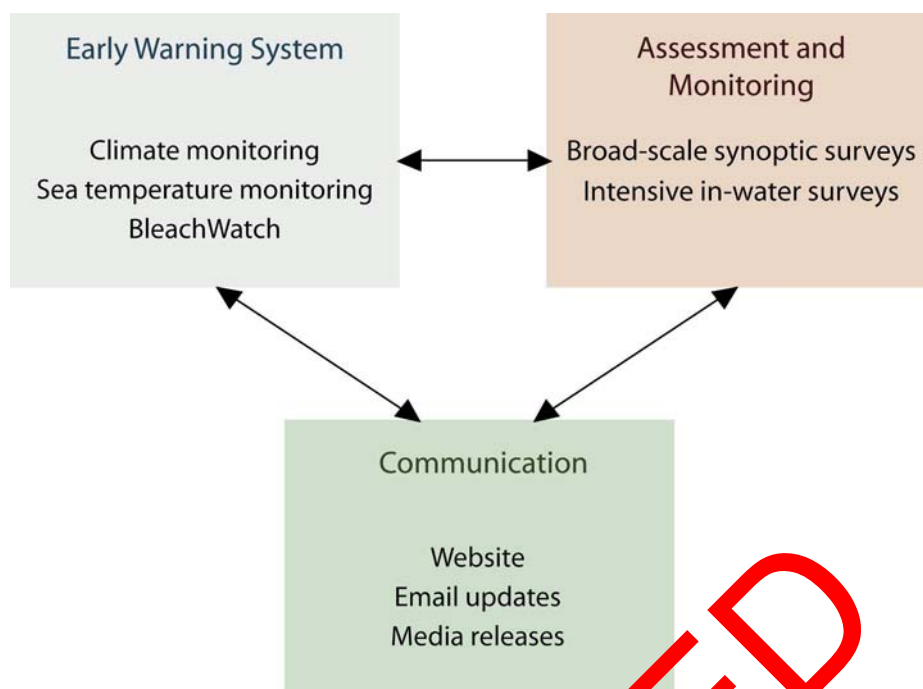 Early Warning System
Climate monitoring
Sea temperature monitoring
BleachWatch
Assessment and
Monitoring
Broad-scale synoptic surveys
Intensive in-water surveys
Communication
Website
Email updates
Media releases